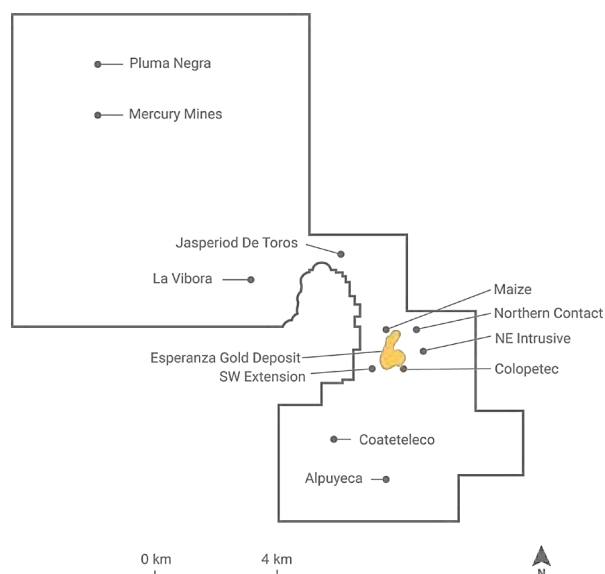 Pluma Negra
Mercury Mines
Jasperiod De Toros
La Vibora
Maize
Northern Contact
NE Intrusive
Esperanza Gold Deposit
SW Extension
Colopetec
Coateteleco
Alpuyeca
0 km
4 km
N